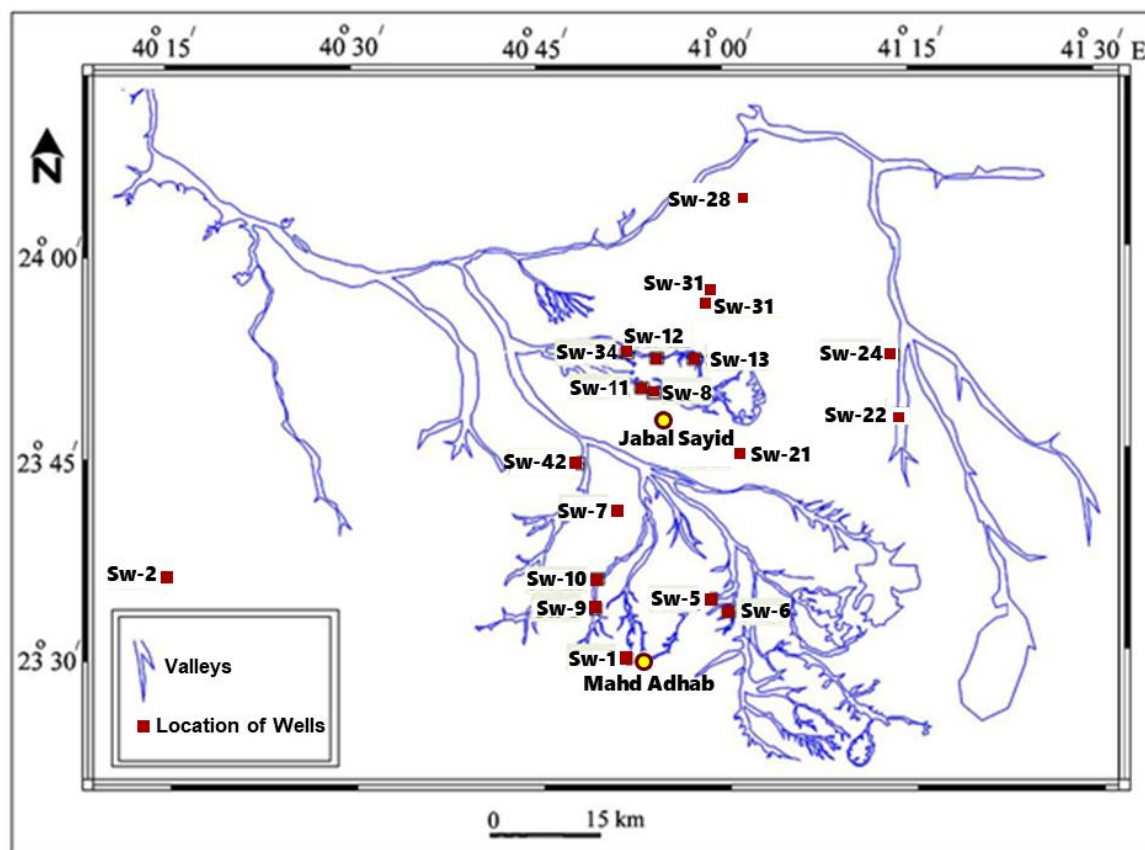 40° 15′ 40° 30′ 40° 45′ 41° 00′ 41° 15′ 41° 30′ E
N
24° 00′
23° 45′
23° 30′
Sw-28
Sw-31
Sw-31
Sw-12
Sw-34
Sw-13
Sw-24
Sw-11
Sw-8
Sw-22
Jabal Sayid
Sw-21
Sw-42
Sw-7
Sw-2
Sw-10
Sw-5
Sw-9
Sw-6
Sw-1
Mahd Adhab
Valleys
Location of Wells
0 15 km